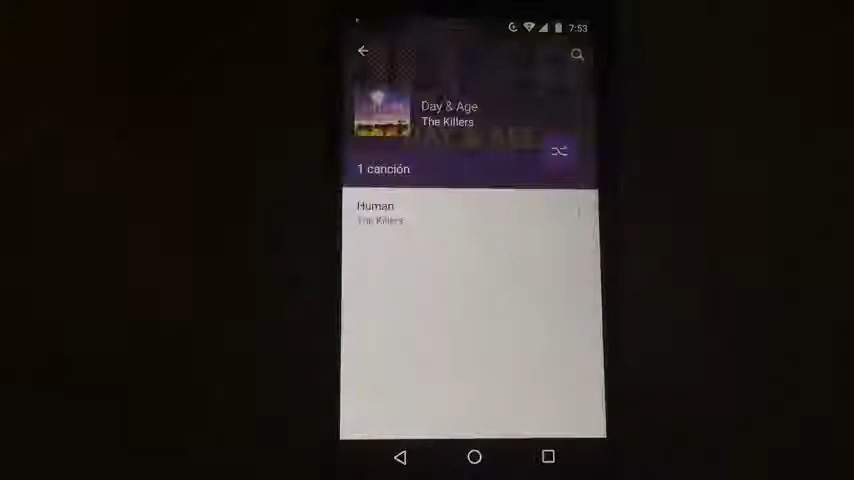 7:53
Day & Age
The Killers
1 canción
Human
The Killers